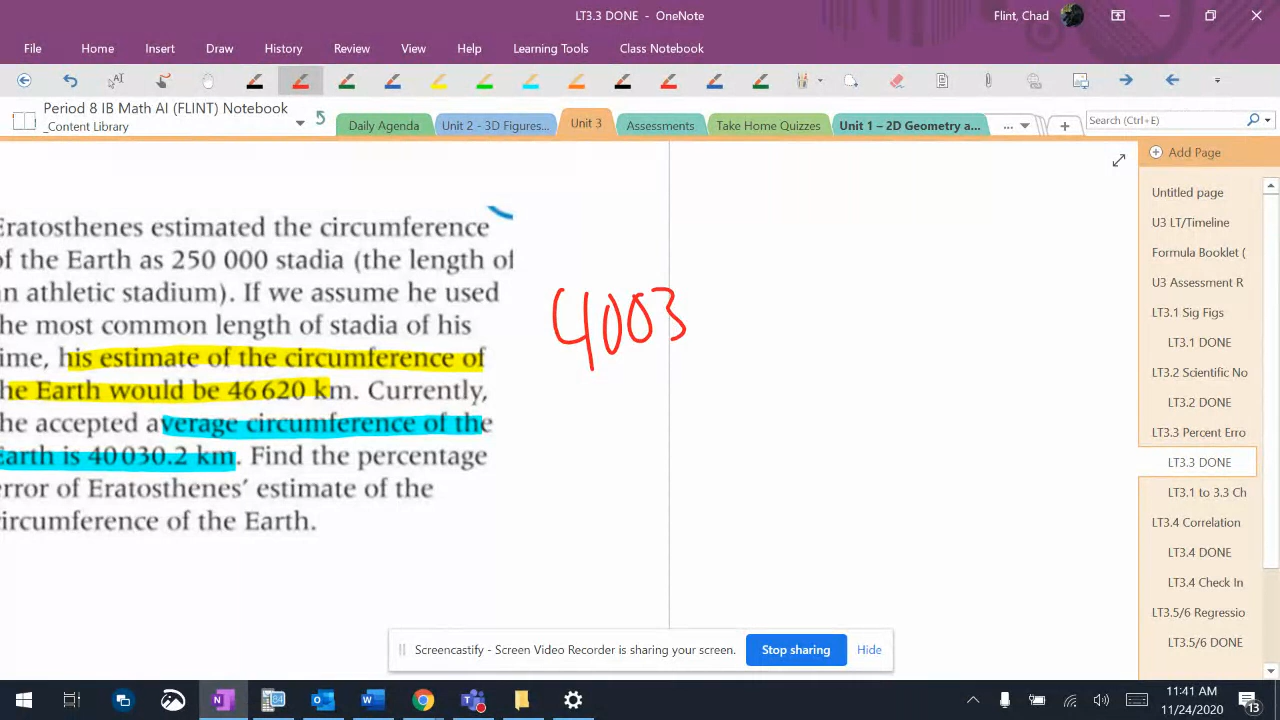 LT3.3 DONE - OneNote
Flint, Chad
File Home Insert Draw History Review View Help Learning Tools Class Notebook
Period 8 IB Math AI (FLINT) Notebook
_Content Library
Daily Agenda
Unit 2 - 3D Figures...
Unit 3
Assessments
Take Home Quizzes
Unit 1 – 2D Geometry a...
...
Search (Ctrl+E)
Eratosthenes estimated the circumference
of the Earth as 250 000 stadia (the length of
an athletic stadium). If we assume he used
the most common length of stadia of his
time, his estimate of the circumference of
the Earth would be 46 620 km. Currently,
the accepted average circumference of the
Earth is 40 030.2 km. Find the percentage
error of Eratosthenes' estimate of the
circumference of the Earth.
4003
Add Page
Untitled page
U3 LT/Timeline
Formula Booklet (
U3 Assessment R
LT3.1 Sig Figs
LT3.1 DONE
LT3.2 Scientific No
LT3.2 DONE
LT3.3 Percent Erro
LT3.3 DONE
LT3.1 to 3.3 Ch
LT3.4 Correlation
LT3.4 DONE
LT3.4 Check In
LT3.5/6 Regressio
LT3.5/6 DONE
Screencastify - Screen Video Recorder is sharing your screen.
Stop sharing
Hide
11:41 AM
11/24/2020
13